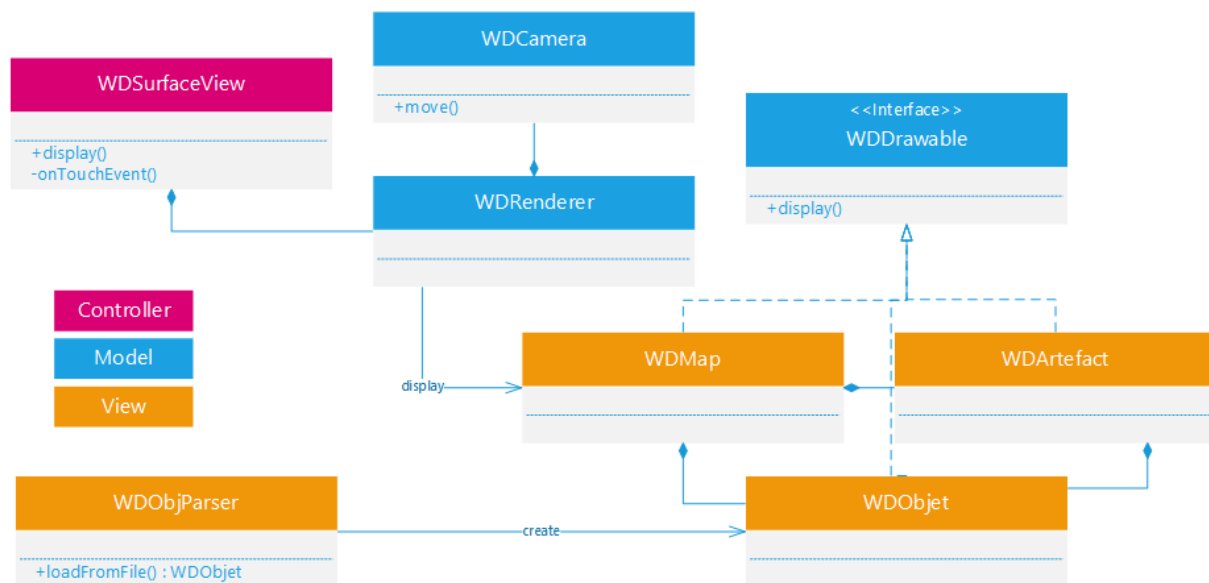 WDCamera
+move()
WDSurfaceView
+display()
-onTouchEvent()
<<Interface>>
WDDrawable
+display()
WDRenderer
Controller
Model
View
display
WDMap
WDArtefact
WDObjParser
+loadFromFile() : WDObjet
create
WDObjet